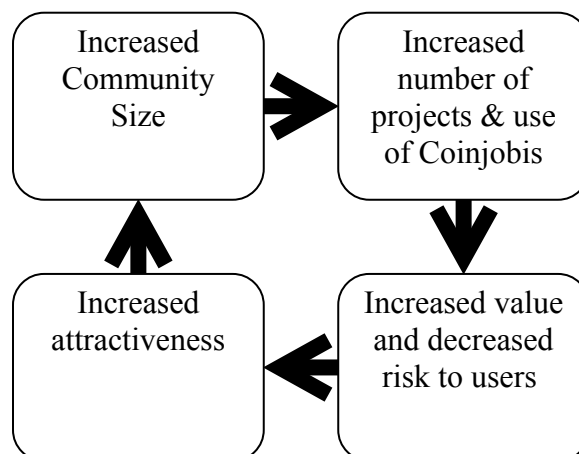 Increased
Community
Size
Increased
number of
projects & use
of Coinjobis
Increased
attractiveness
Increased value
and decreased
risk to users